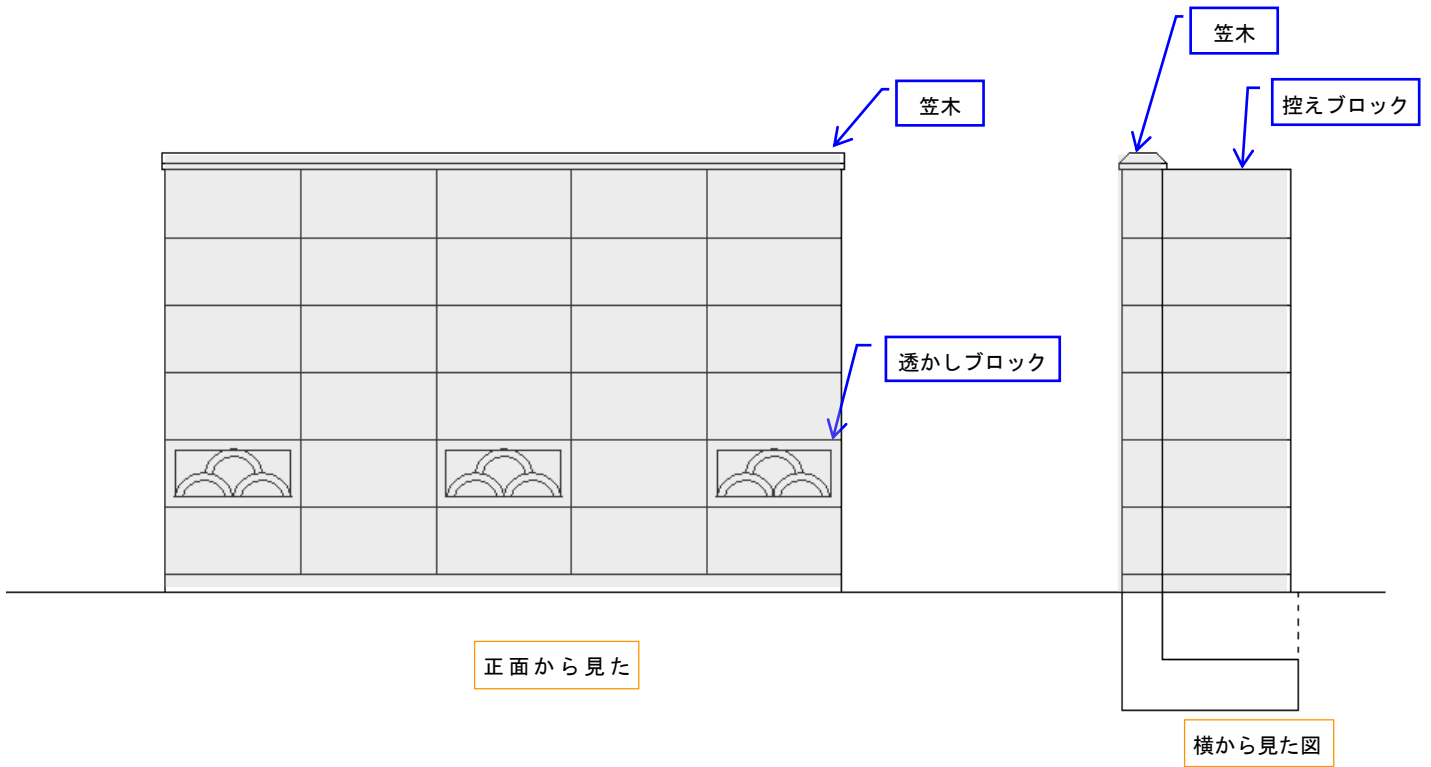 笠木
控えブロック
笠木
透かしブロック
正面から見た
横から見た図